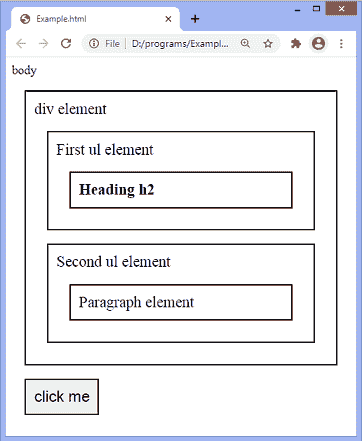 Example.html
File
D:/programs/Exampl...
body
div element
First ul element
Heading h2
Second ul element
Paragraph element
click me